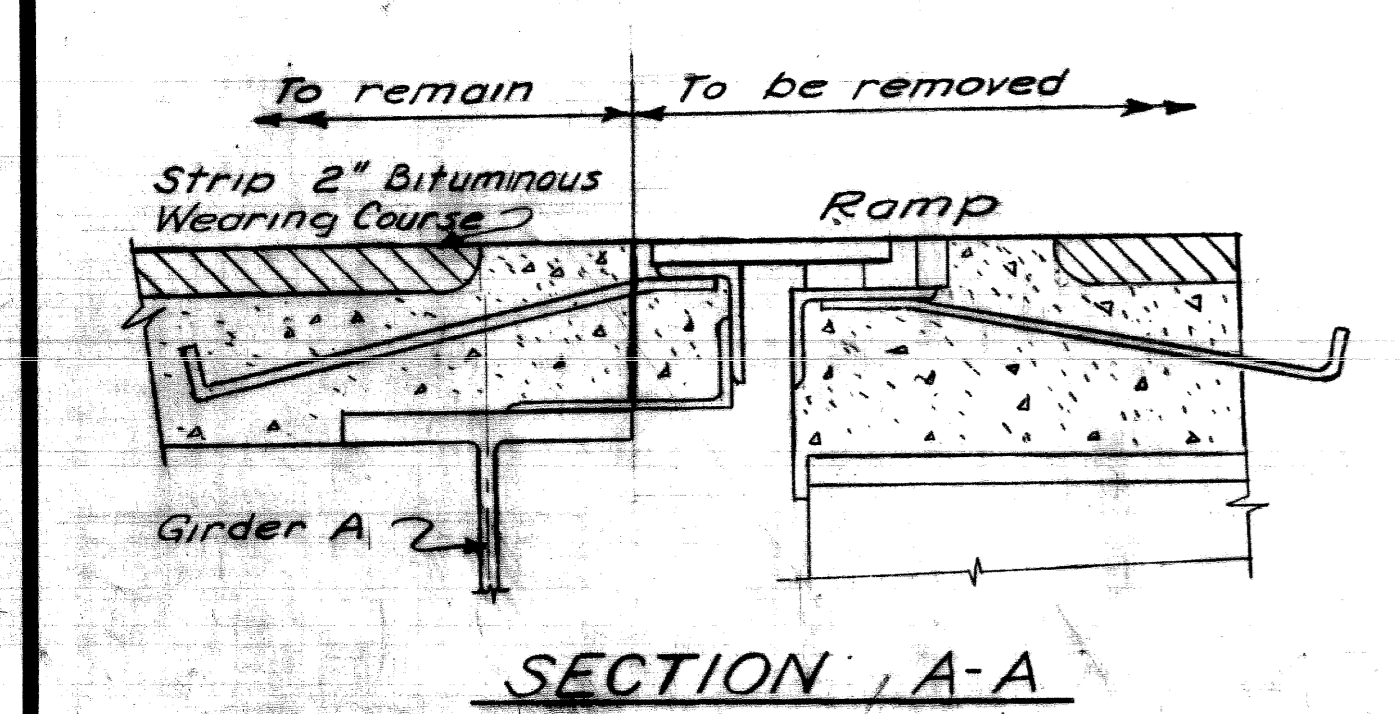 To remain
To be removed
Strip 2" Bituminous
Wearing Course
Ramp
Girder A
SECTION A-A